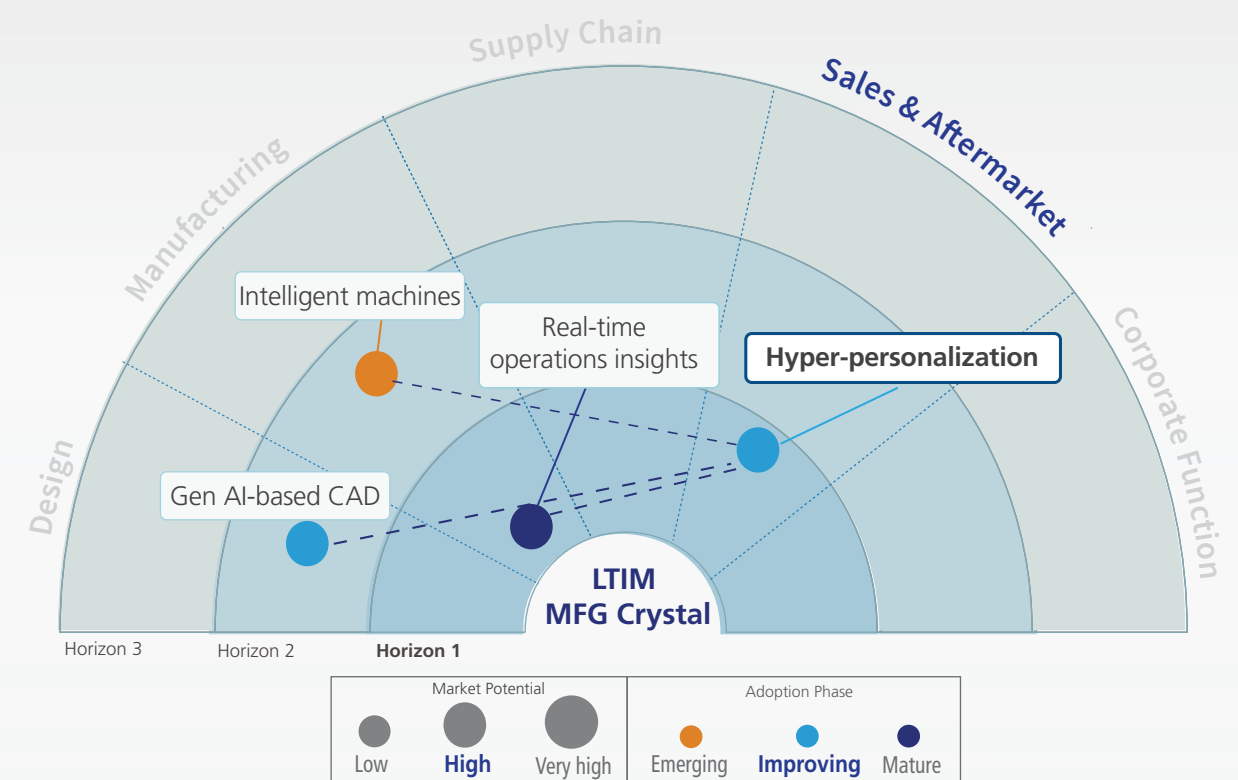 Supply Chain
Sales & Aftermarket
Manufacturing
Intelligent machines
Real-time
operations insights
Hyper-personalization
Corporate Function
Design
Gen AI-based CAD
LTIM
MFG Crystal
Horizon 3
Horizon 2
Horizon 1
Market Potential
Low
High
Very high
Adoption Phase
Emerging
Improving
Mature